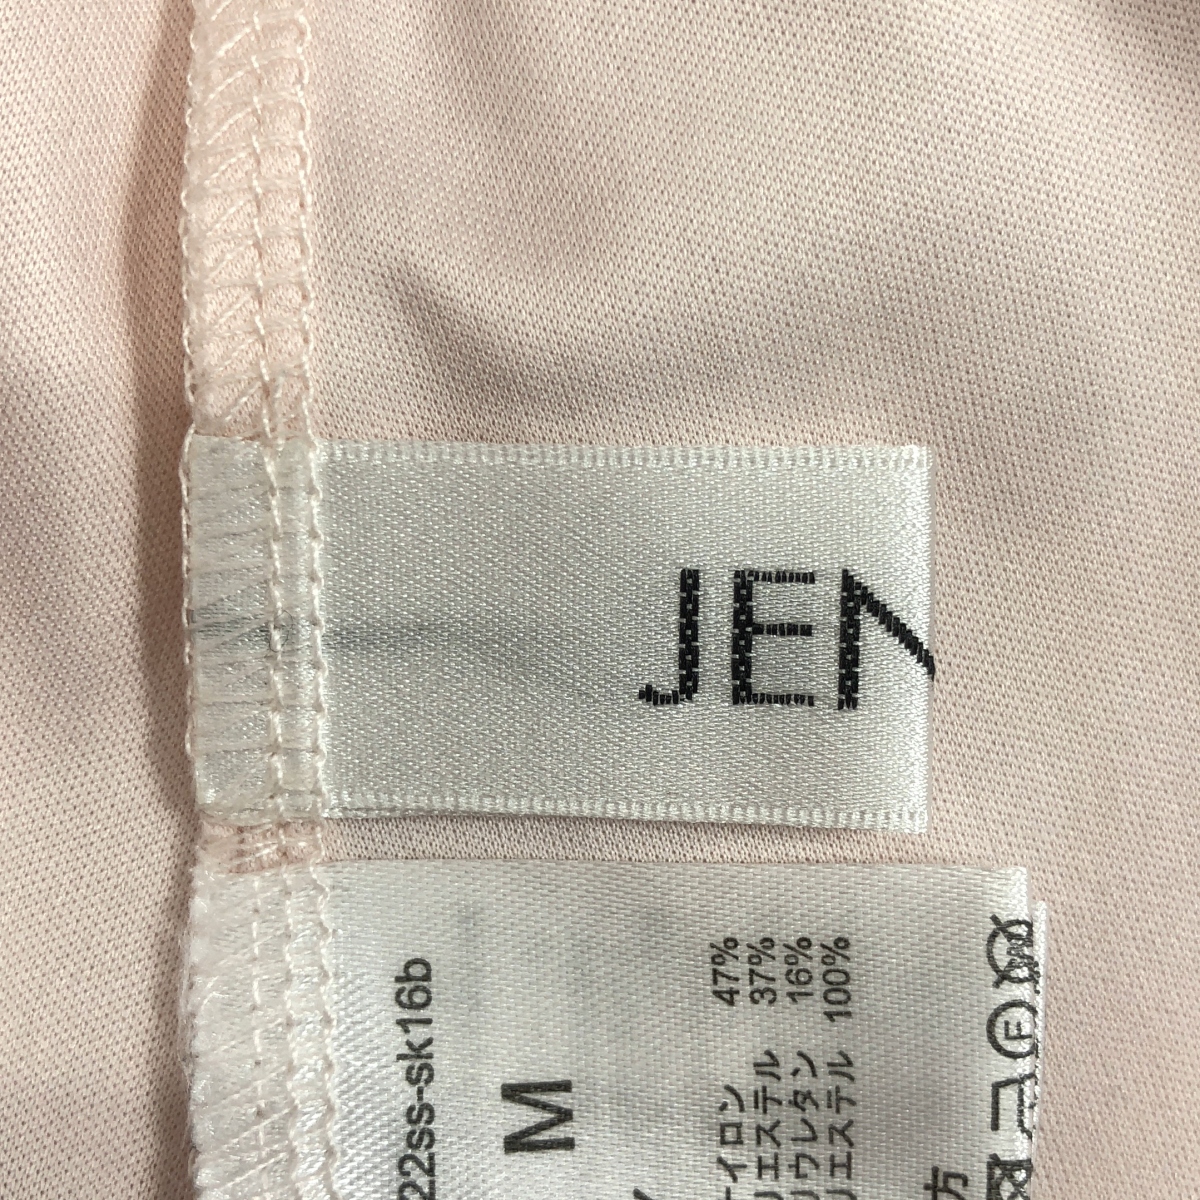 JEN
22ss-sk16b
M
イロン 47%
リエステル 37%
リウレタン 16%
リエステル 100%
方
F